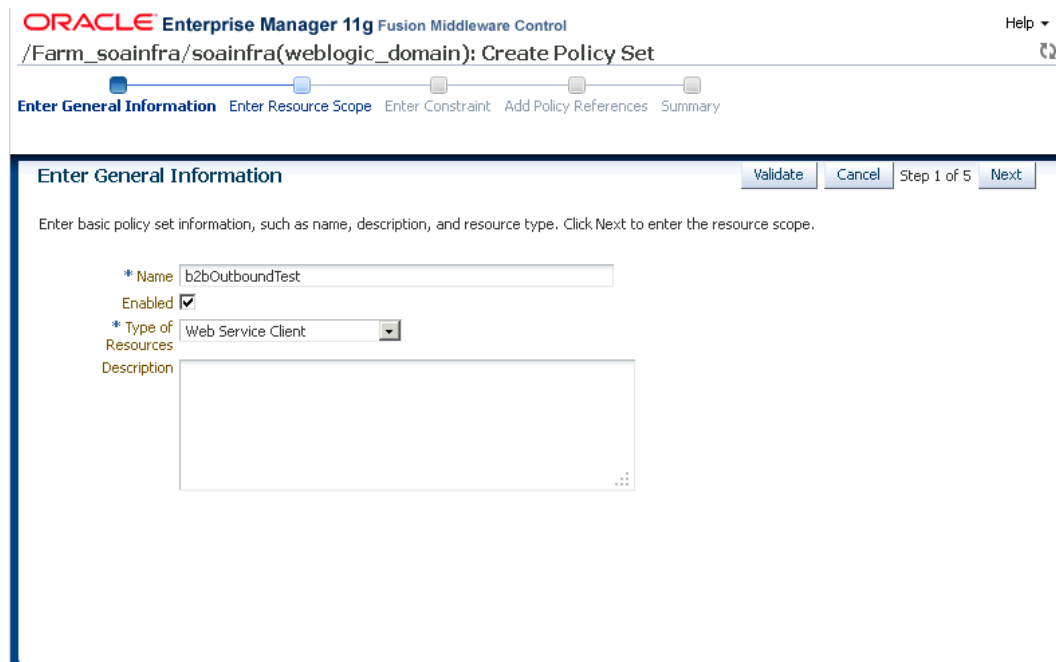 ORACLE Enterprise Manager 11g Fusion Middleware Control
Help
/Farm_soainfra/soainfra(weblogic_domain): Create Policy Set
Enter General Information Enter Resource Scope Enter Constraint Add Policy References Summary
Enter General Information
Validate Cancel Step 1 of 5 Next
Enter basic policy set information, such as name, description, and resource type. Click Next to enter the resource scope.
* Name b2bOutboundTest
Enabled
* Type of Resources Web Service Client
Description